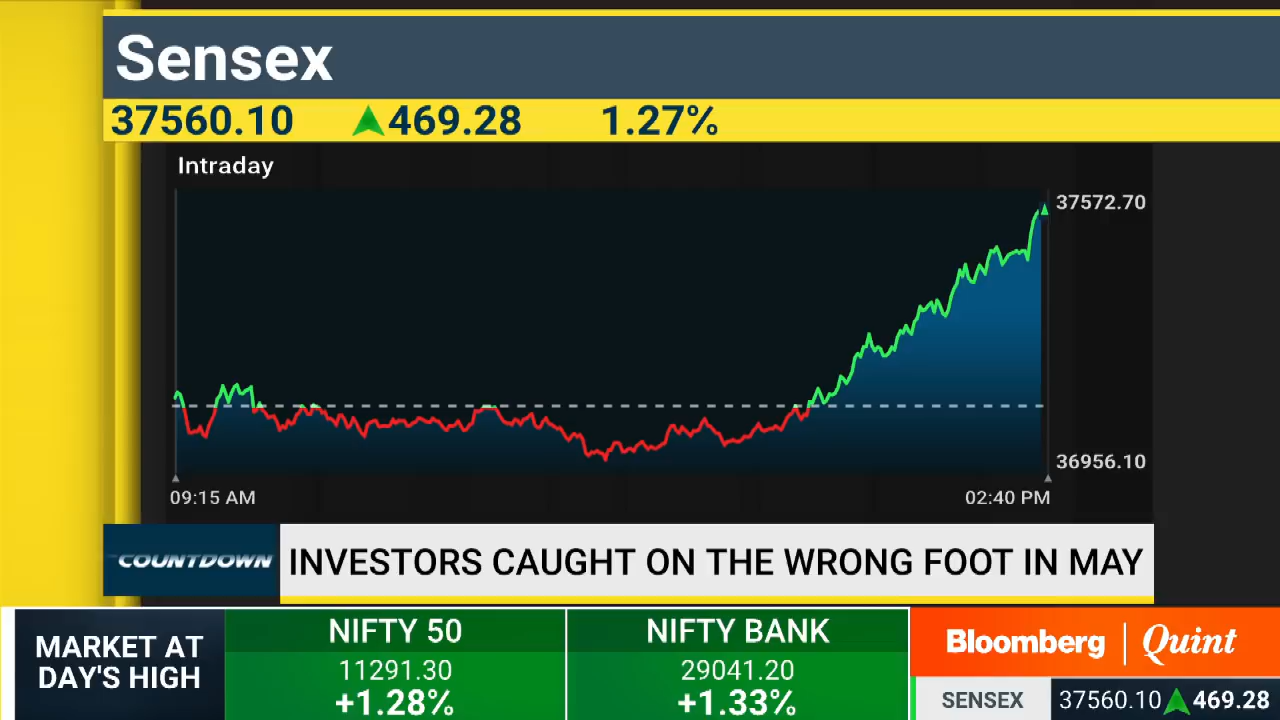 Sensex
37560.10 ▲469.28 1.27%
Intraday
37572.70
36956.10
09:15 AM 02:40 PM
COUNTDOWN INVESTORS CAUGHT ON THE WRONG FOOT IN MAY
MARKET AT
DAY'S HIGH
NIFTY 50
11291.30
+1.28%
NIFTY BANK
29041.20
+1.33%
Bloomberg | Quint
SENSEX 37560.10▲469.28